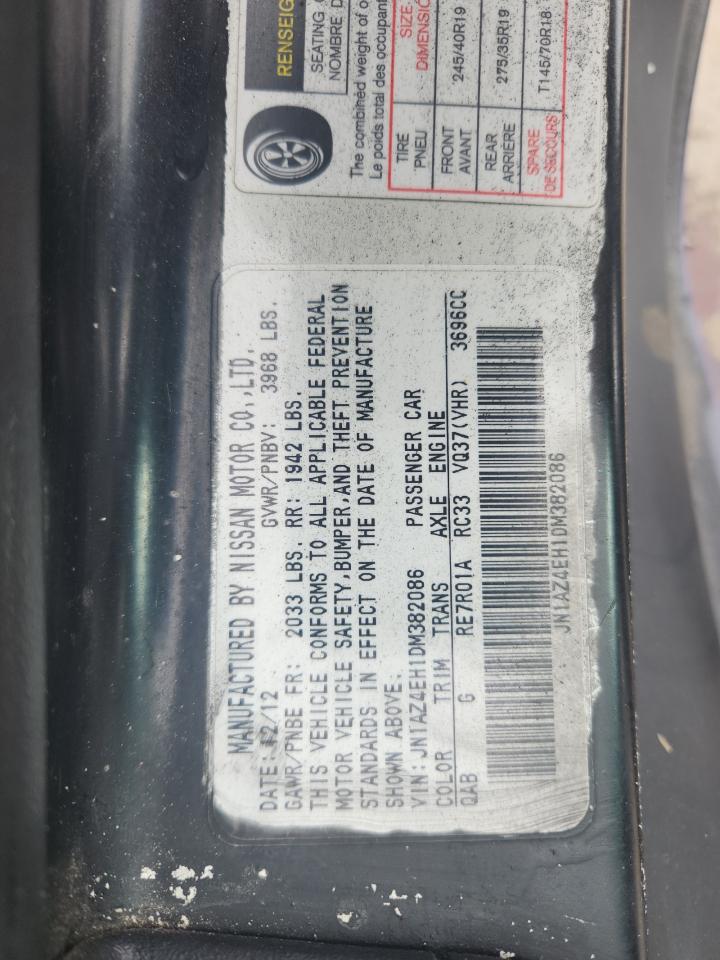 MANUFACTURED BY NISSAN MOTOR CO.,LTD.
DATE: 12/12 GVWR/PNBV: 3968 LBS.
GAWR/PNBE FR: 2033 LBS. RR: 1942 LBS.
THIS VEHICLE CONFORMS TO ALL APPLICABLE FEDERAL
MOTOR VEHICLE SAFETY,BUMPER,AND THEFT PREVENTION
STANDARDS IN EFFECT ON THE DATE OF MANUFACTURE
SHOWN ABOVE.
VIN: JN1AZ4EH1DM382086 PASSENGER CAR
COLOR TRIM TRANS AXLE ENGINE
QAB G RE7R01A RC33 VQ37(VHR) 3696CC
JN1AZ4EH1DM382086
RENSEIG
SEATING
NOMBRE D
The combined weight of o
Le poids total des occupant
TIRE SIZE
PNEU DIMENSIO
FRONT 245/40R19
AVANT
REAR 275/35R19
ARRIÈRE
SPARE T145/70R18
DE SECOURS